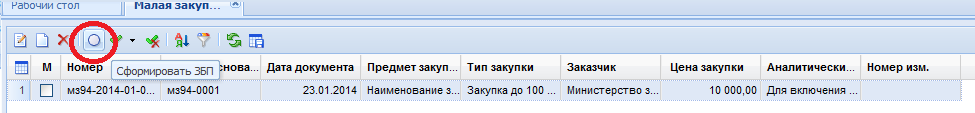 Рабочий стол Малая закуп...
Сформировать ЗБП
М Номер снова... Дата документа Предмет закуп... Тип закупки Заказчик Цена закупки Аналитически... Номер изм.
1 мз94-2014-01-0... мз94-0001 23.01.2014 Наименование з... Закупка до 100 ... Министерство з... 10 000,00 Для включения ...